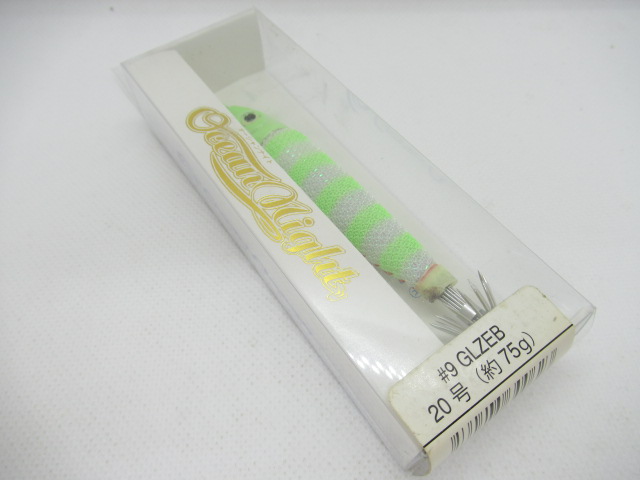 Ocean Night
#9 GLZEB
20号 (約75g)